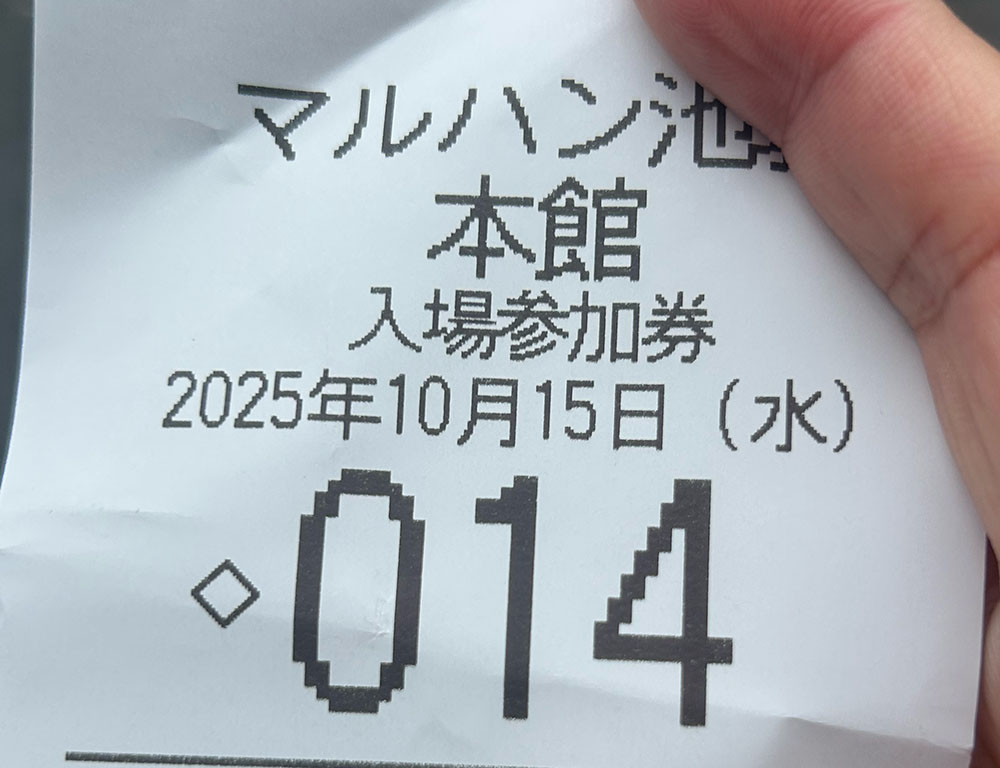 マルハン池
本館
入場参加券
2025年10月15日（水）
◇014